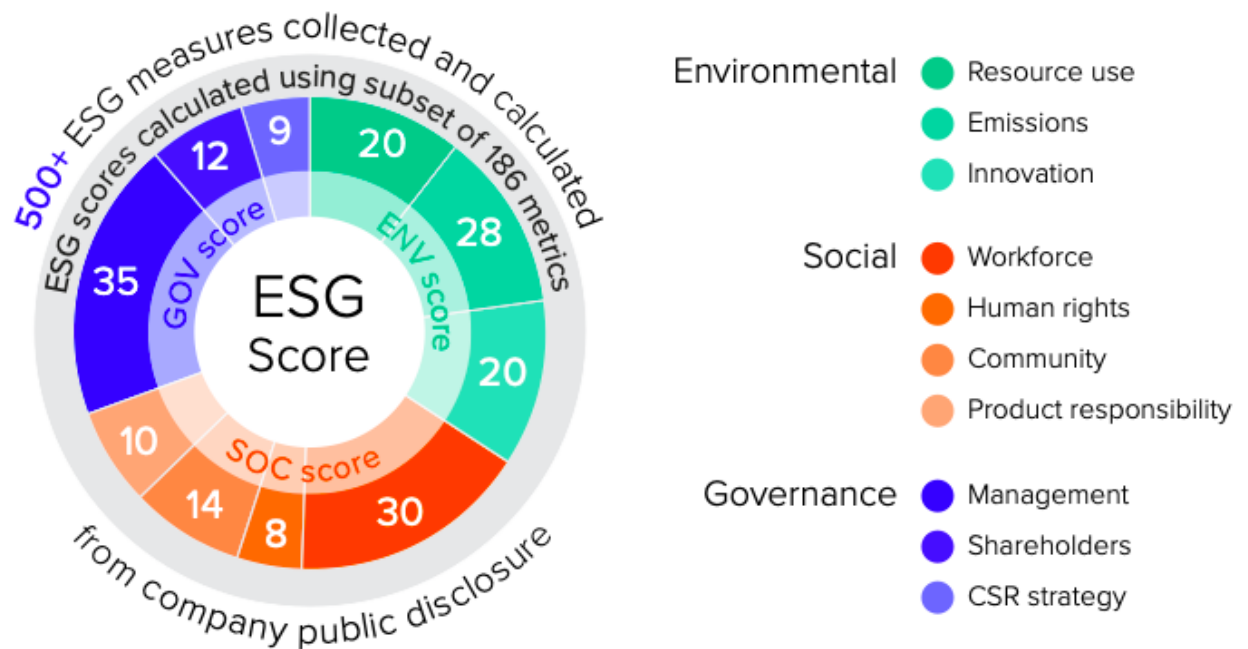 500+ ESG measures collected and calculated
ESG scores calculated using subset of 186 metrics
9
20
12
28
GOV score
ENV score
35
ESG
Score
20
10
SOC score
14
8
30
from company public disclosure
Environmental
Resource use
Emissions
Innovation
Social
Workforce
Human rights
Community
Product responsibility
Governance
Management
Shareholders
CSR strategy